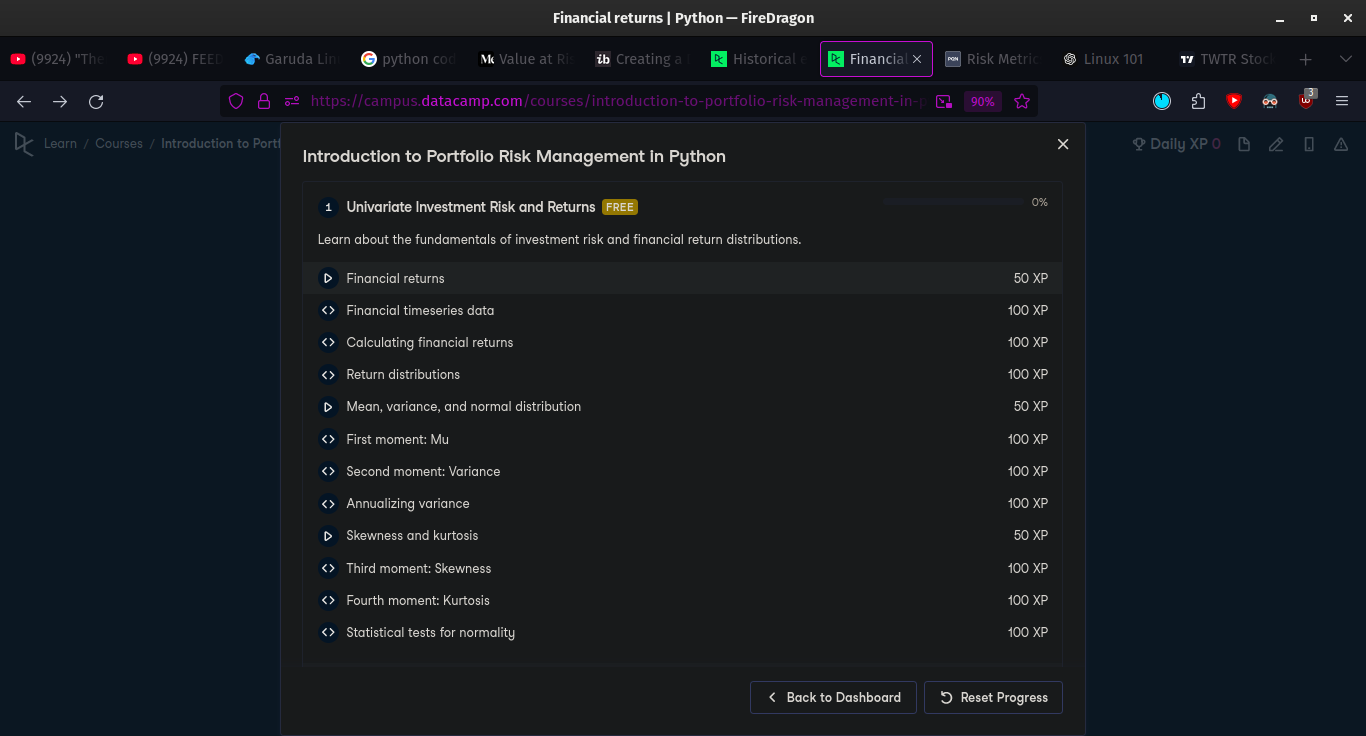 Financial returns | Python — FireDragon
(9924) "The
(9924) FEED
Garuda Lin
python cod
Value at Ris
Creating a
Historical e
Financial
Risk Metric
Linux 101
TWTR Stock
https://campus.datacamp.com/courses/introduction-to-portfolio-risk-management-in-p
90%
3
Learn / Courses / Introduction to Portf
Daily XP 0
Introduction to Portfolio Risk Management in Python
1 Univariate Investment Risk and Returns FREE 0%
Learn about the fundamentals of investment risk and financial return distributions.
Financial returns 50 XP
Financial timeseries data 100 XP
Calculating financial returns 100 XP
Return distributions 100 XP
Mean, variance, and normal distribution 50 XP
First moment: Mu 100 XP
Second moment: Variance 100 XP
Annualizing variance 100 XP
Skewness and kurtosis 50 XP
Third moment: Skewness 100 XP
Fourth moment: Kurtosis 100 XP
Statistical tests for normality 100 XP
Back to Dashboard
Reset Progress